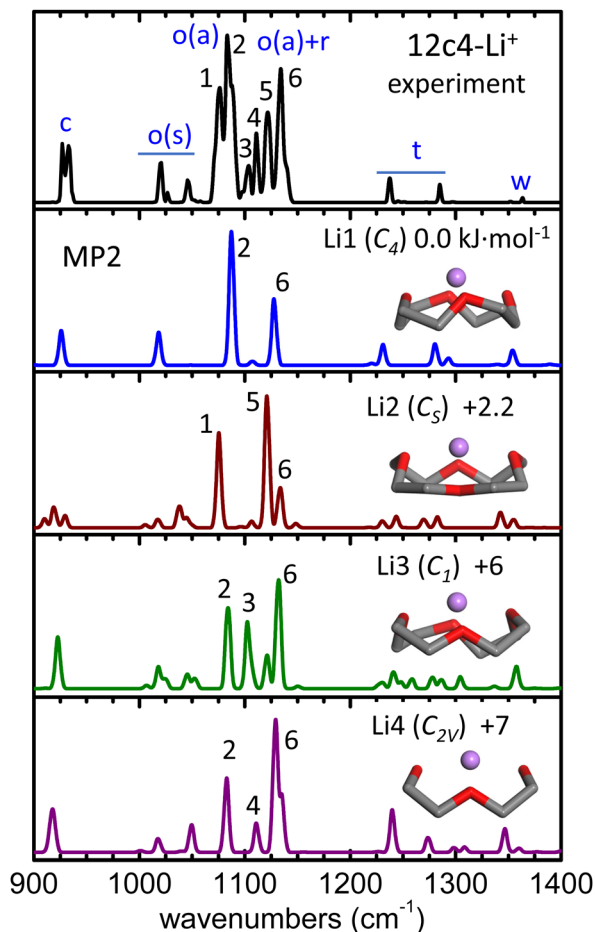 o(a) 2 o(a)+r 12c4-Li⁺
1 6 experiment
c o(s) 5
4
3 t
w
MP2 2 Li1 (C₄) 0.0 kJ·mol⁻¹
6
1 5 Li2 (Cₛ) +2.2
6
2 3 6 Li3 (C₁) +6
2 6 Li4 (C₂ᵥ) +7
4
900 1000 1100 1200 1300 1400
wavenumbers (cm⁻¹)